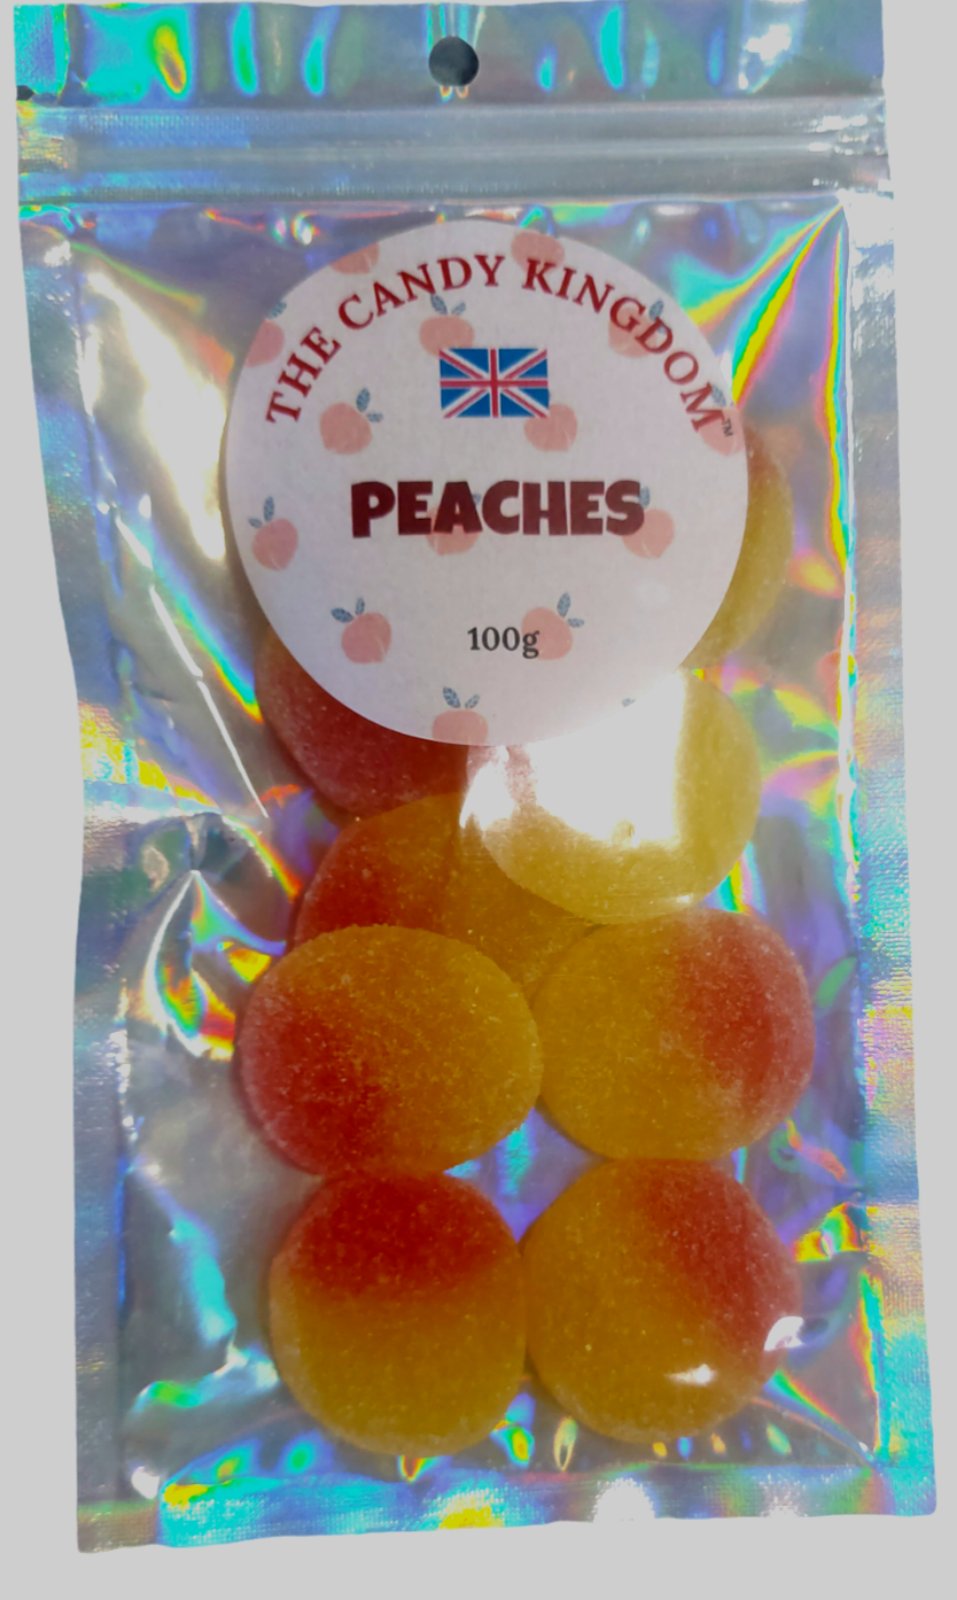 THE CANDY KINGDOM™
PEACHES
100g